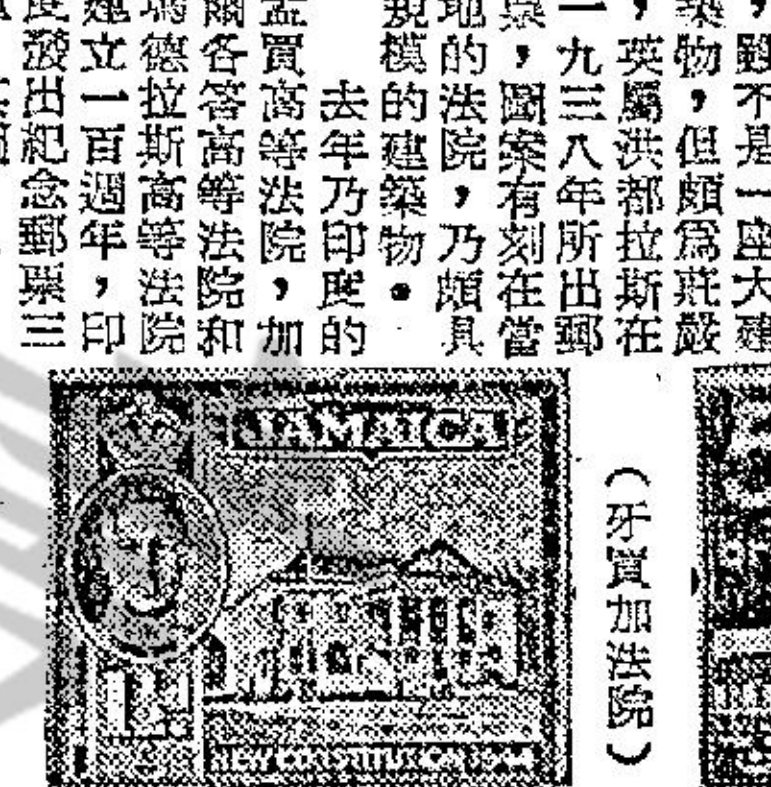 ，雖不是一座大建
築物，但頗爲莊嚴
，英屬洪都拉斯在
一九三八年所出郵
票，圖案有刻在當
地的法院，乃頗具
規模的建築物。
去年乃印度的
孟買高等法院，加
爾各答高等法院和
瑪德拉斯高等法院
建立一百週年，印
度發出紀念郵票三
（牙買加法院）
JAMAICA
NEW CONSTITUTION 1944